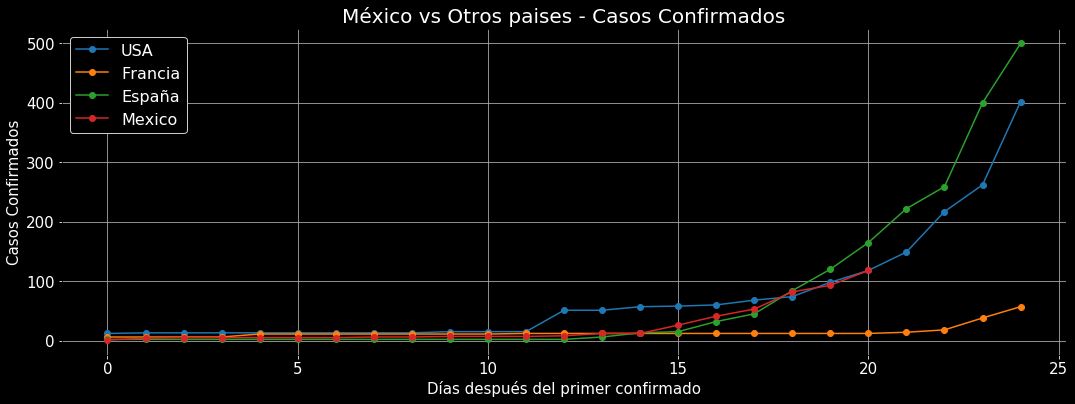 México vs Otros paises - Casos Confirmados
USA
Francia
España
Mexico
Casos Confirmados
500
400
300
200
100
0
0 5 10 15 20 25
Días después del primer confirmado